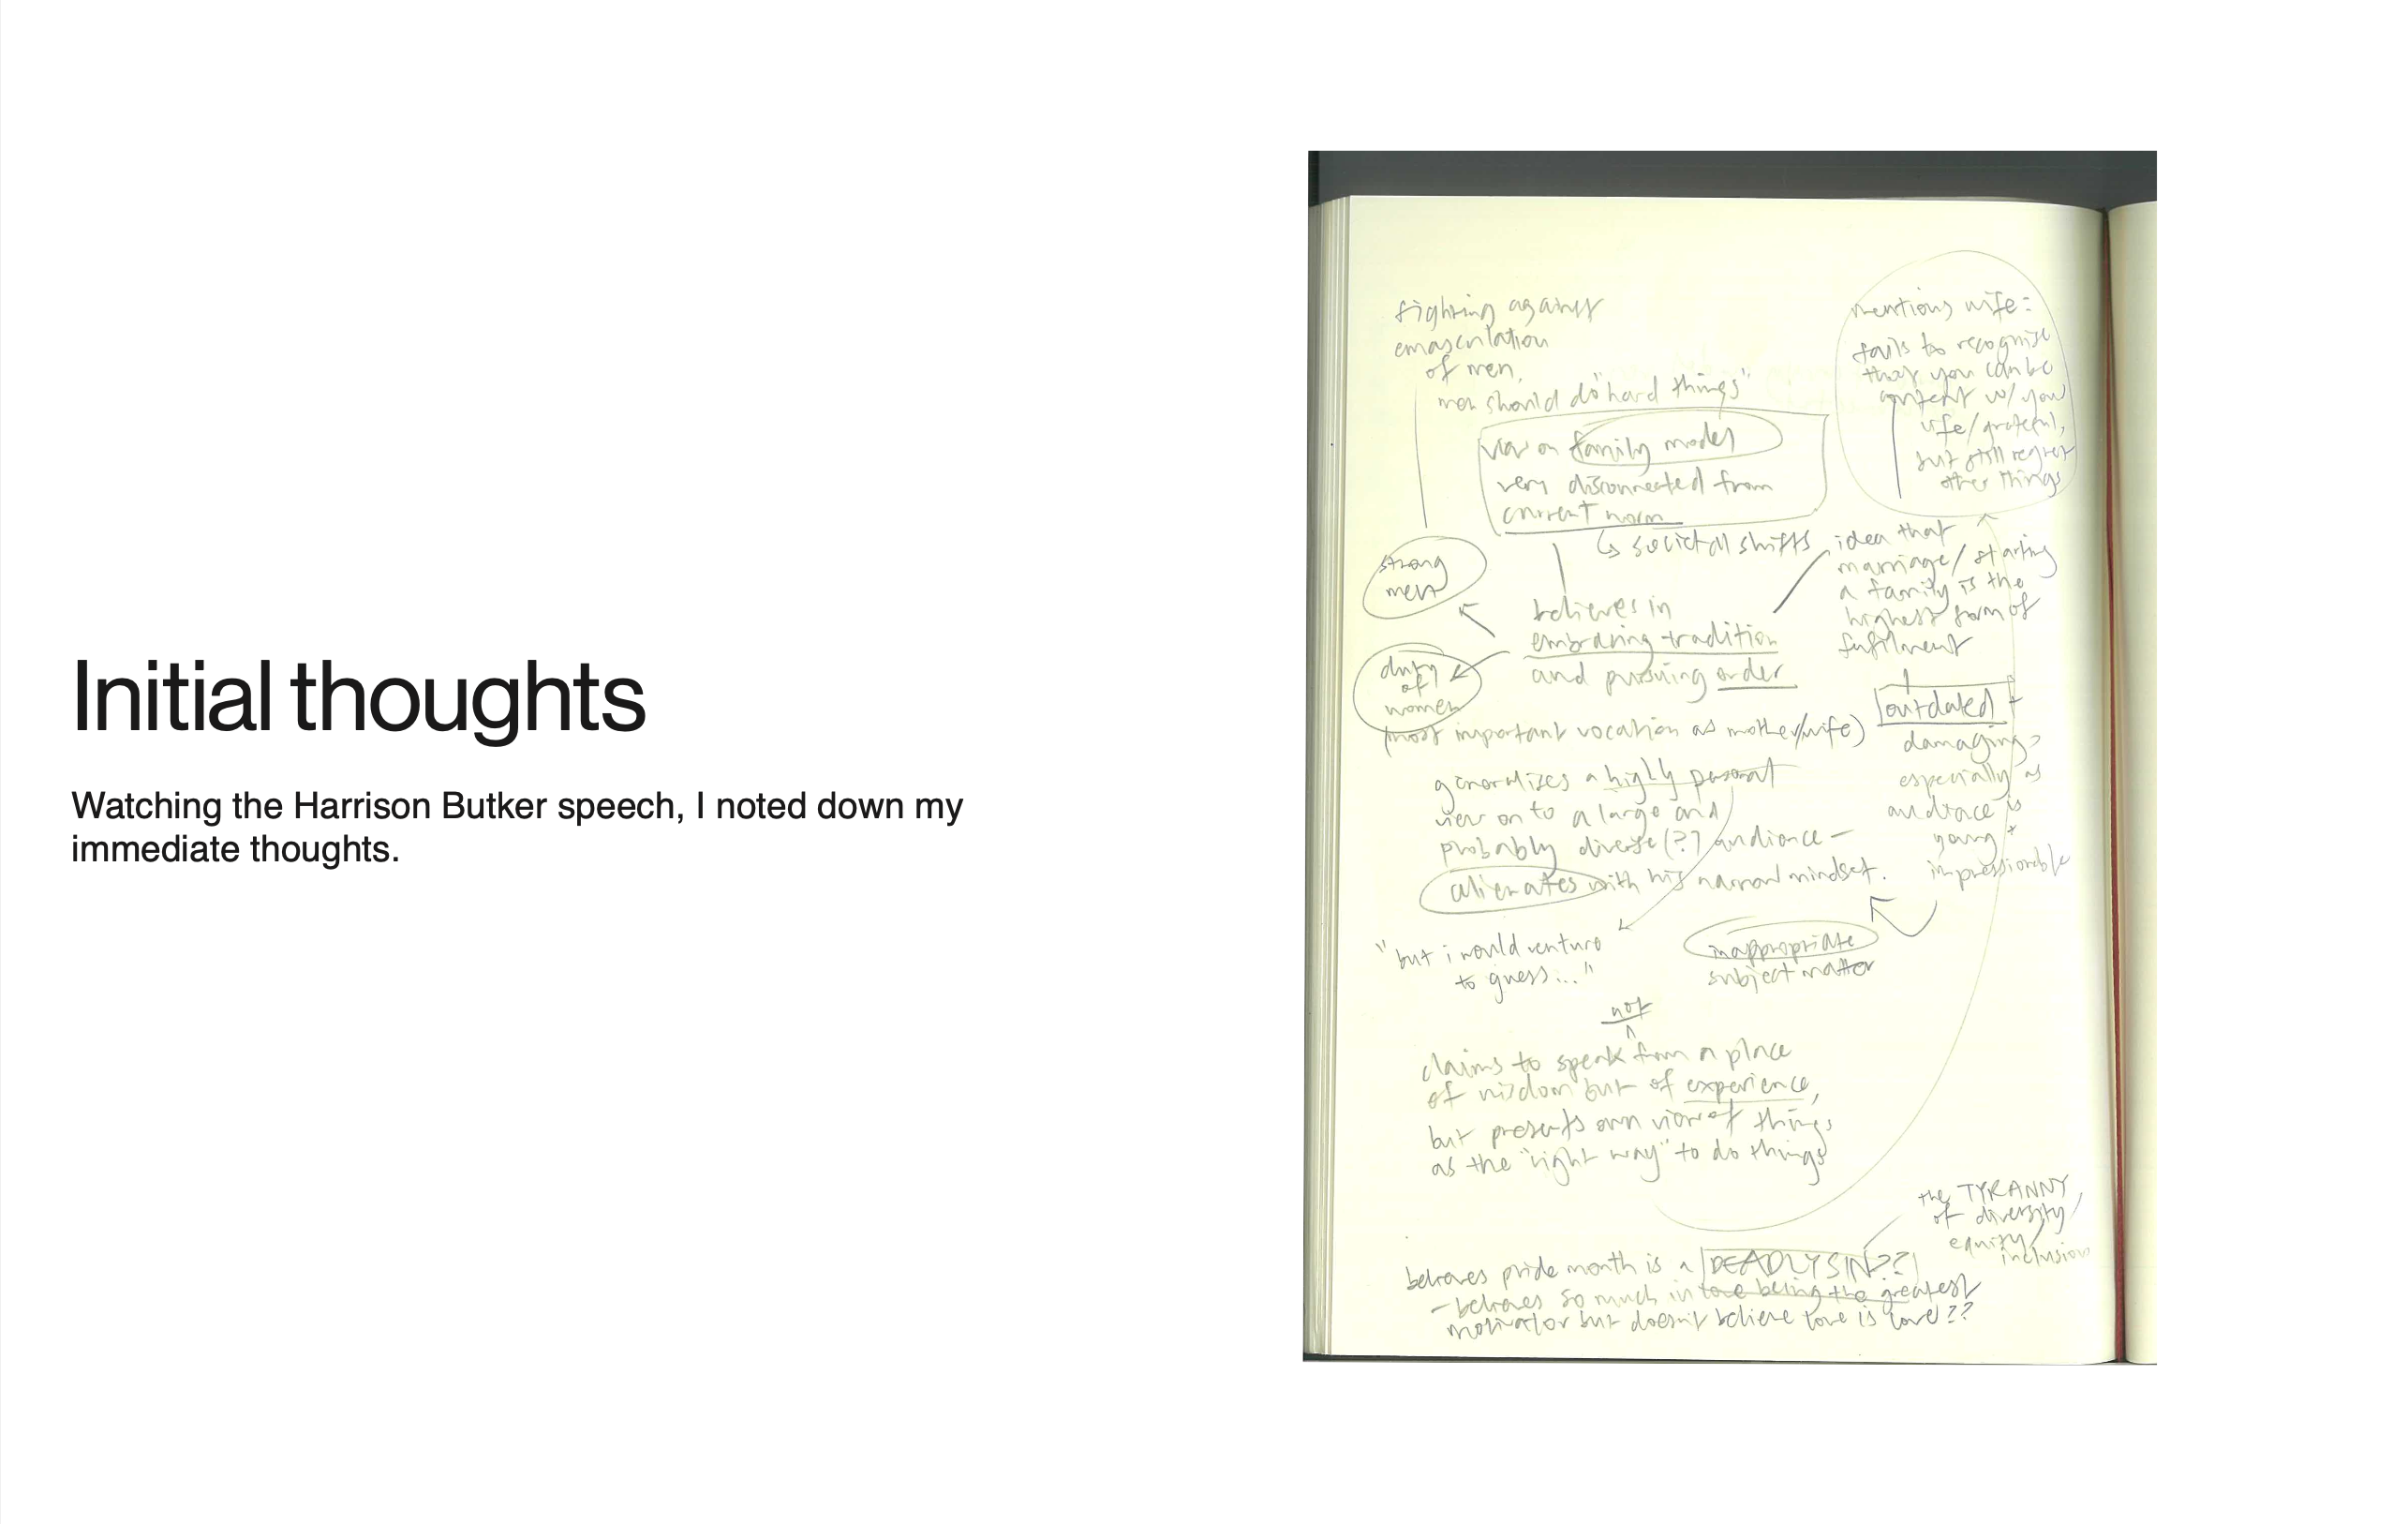 Initial thoughts
Watching the Harrison Butker speech, I noted down my
immediate thoughts.
fighting against
emasculation
of men.
men should do "hard things"
view on family model
very disconnected from
current norm
↳ societal shifts
mentions wife:
fails to recognise
that you can be
content w/ your
wife/grateful,
but still regret
other things
strong
men
believes in
embracing tradition
and pursuing order
idea that
marriage/starting
a family is the
highest form of
fulfilment
duty
of
women
(most important vocation as mother/wife)
outdated +
damaging,
especially as
audience is
young +
impressionable
generalizes a highly personal
view on to a large and
probably diverse(?) audience -
alienates with his narrow mindset.
"but i would venture
to guess..."
inappropriate
subject matter
not
claims to speak from a place
of wisdom but of experience,
but presents own view of things
as the "right way" to do things
the TYRANNY
of diversity,
equity,
inclusion
believes pride month is a DEADLY SIN??
- believes so much in love being the greatest
motivator but doesn't believe love is love??